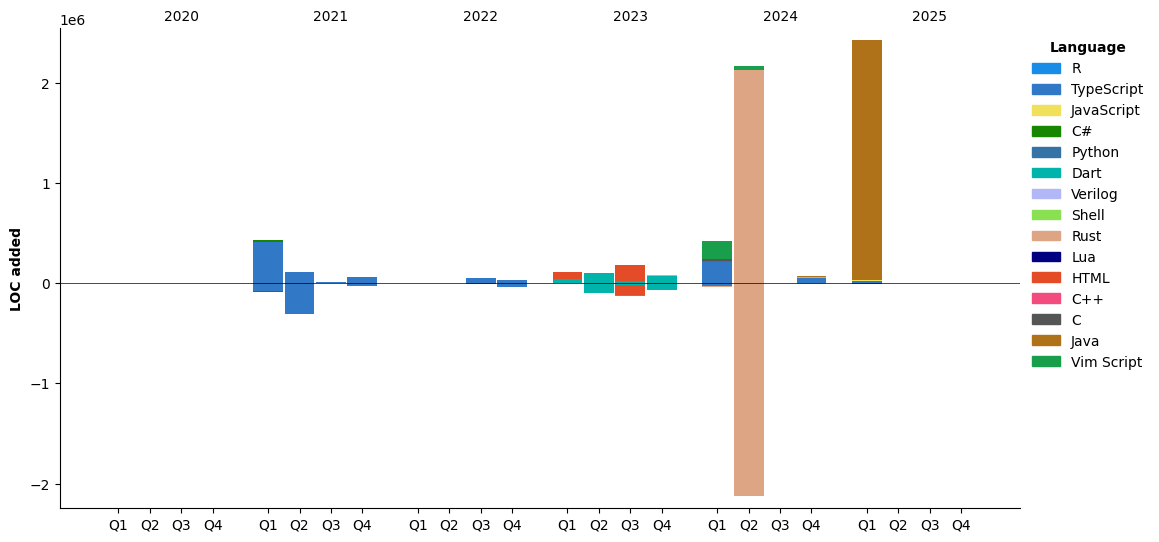 1e6
2020 2021 2022 2023 2024 2025
Language
R
TypeScript
JavaScript
C#
Python
Dart
Verilog
Shell
Rust
Lua
HTML
C++
C
Java
Vim Script
LOC added
2
1
0
−1
−2
Q1 Q2 Q3 Q4 Q1 Q2 Q3 Q4 Q1 Q2 Q3 Q4 Q1 Q2 Q3 Q4 Q1 Q2 Q3 Q4 Q1 Q2 Q3 Q4